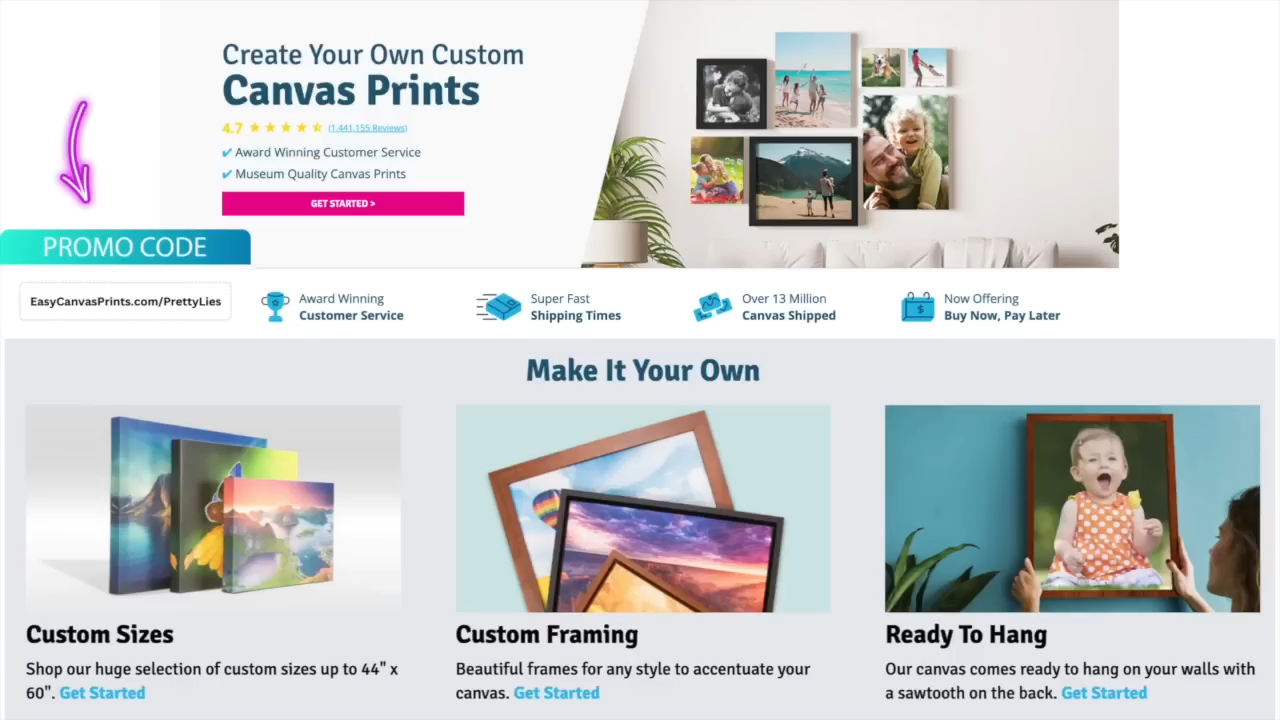 Create Your Own Custom
Canvas Prints
4.7 (1,441,155 Reviews)
Award Winning Customer Service
Museum Quality Canvas Prints
GET STARTED >
PROMO CODE
EasyCanvasPrints.com/PrettyLies
Award Winning
Customer Service
Super Fast
Shipping Times
Over 13 Million
Canvas Shipped
Now Offering
Buy Now, Pay Later
Make It Your Own
Custom Sizes
Shop our huge selection of custom sizes up to 44" x
60". Get Started
Custom Framing
Beautiful frames for any style to accentuate your
canvas. Get Started
Ready To Hang
Our canvas comes ready to hang on your walls with
a sawtooth on the back. Get Started